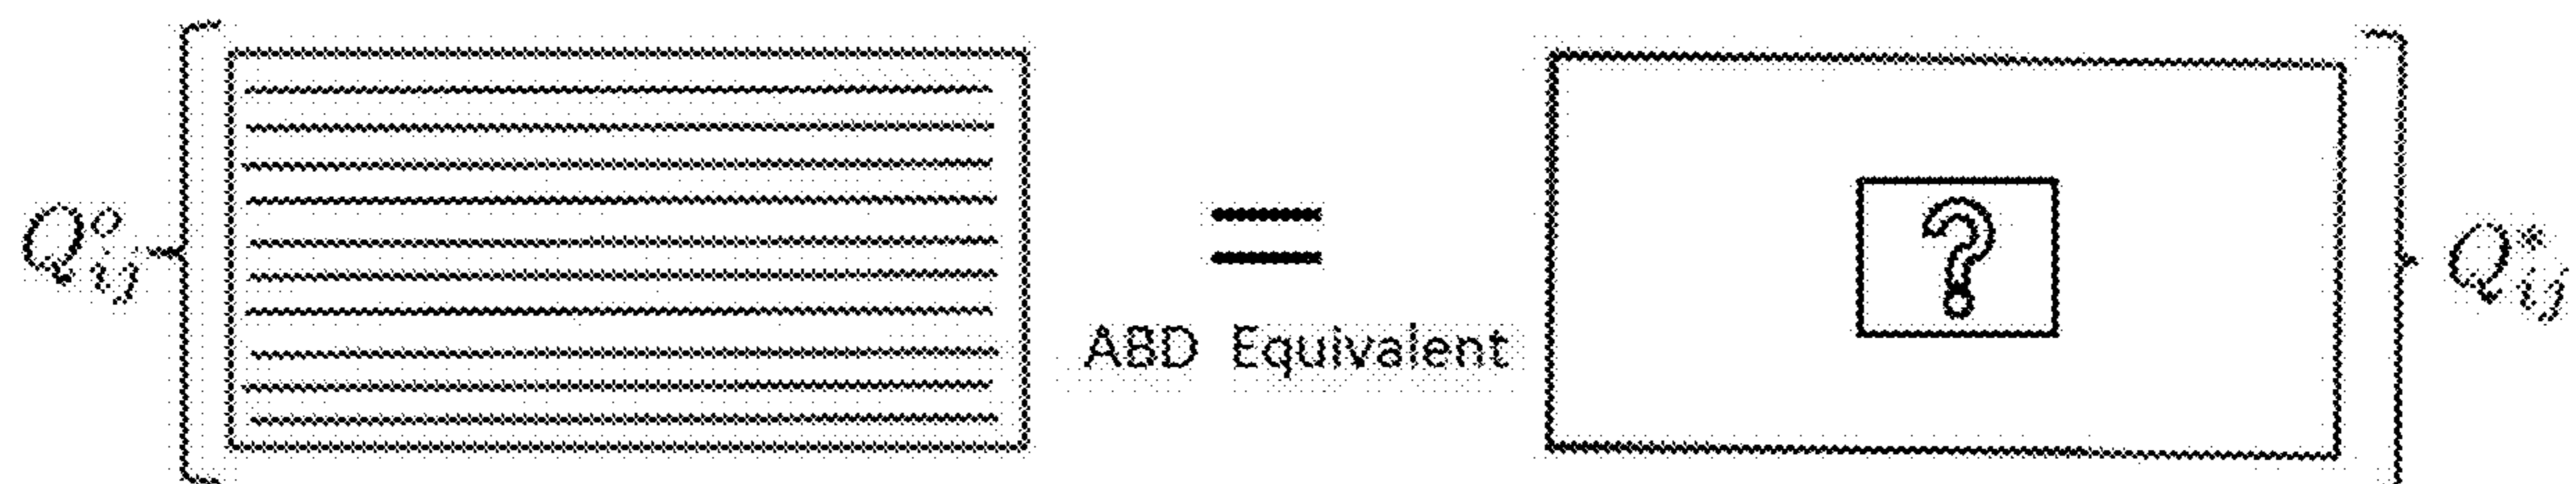 Q°ij = ? Q*ij
ABD Equivalent